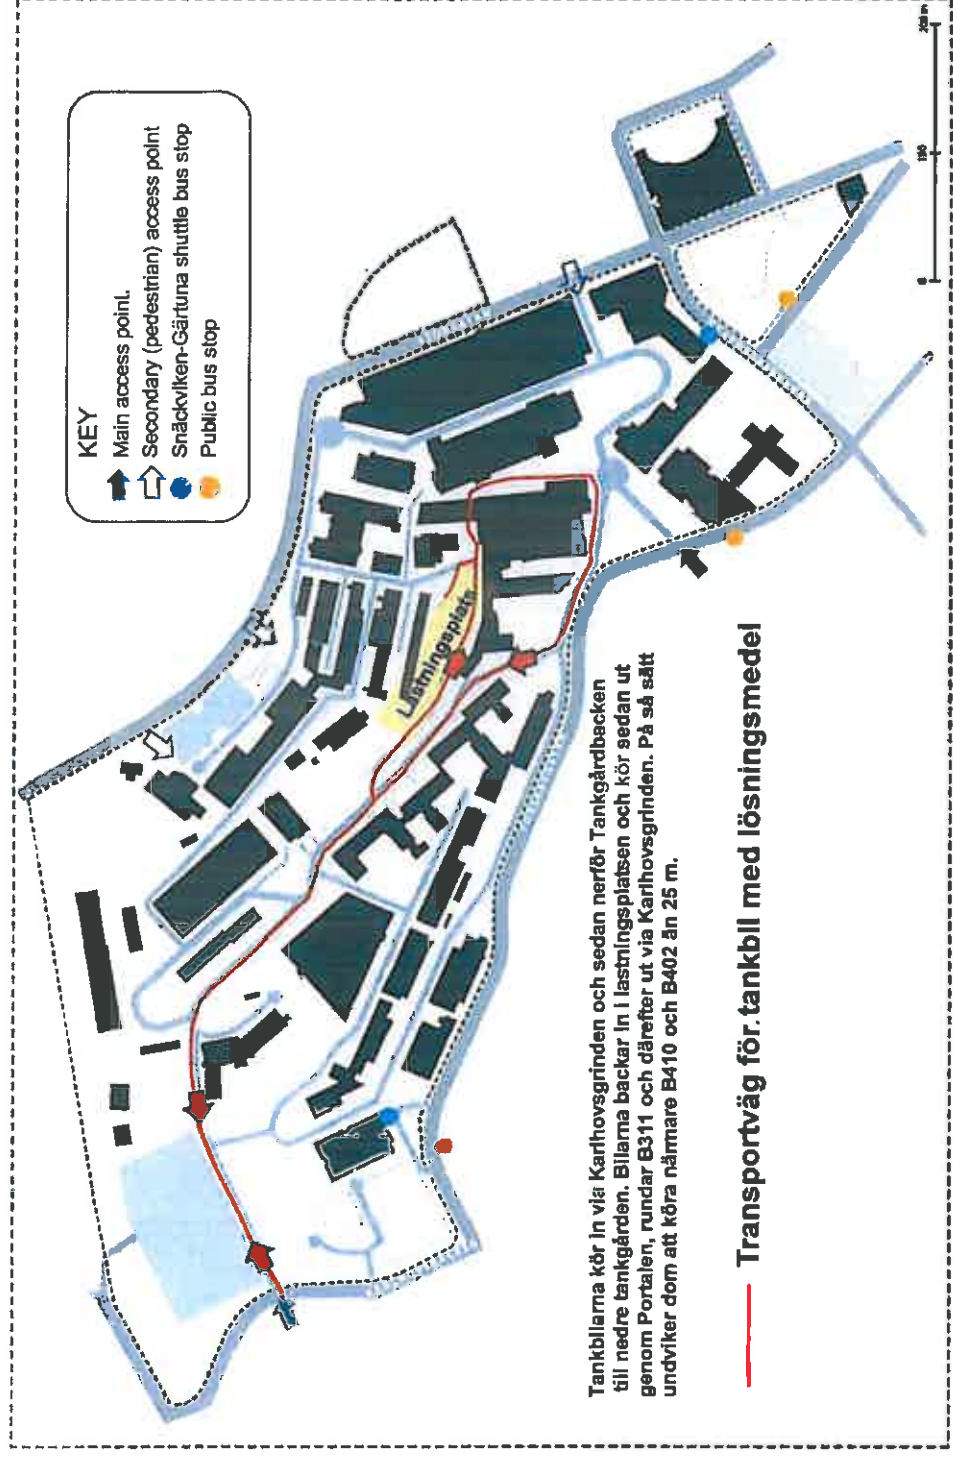 KEY
Main access point.
Secondary (pedestrian) access point
Snäckviken-Gärtuna shuttle bus stop
Public bus stop
Lastningsplats
0
100
200 m
Tankbilarna kör in via Karlhovsgrinden och sedan nerför Tankgårdbacken
till nedre tankgården. Bilarna backar in i lastningsplatsen och kör sedan ut
genom Portalen, rundar B311 och därefter ut via Karlhovsgrinden. På så sätt
undviker dom att köra närmare B410 och B402 än 25 m.
Transportväg för tankbil med lösningsmedel